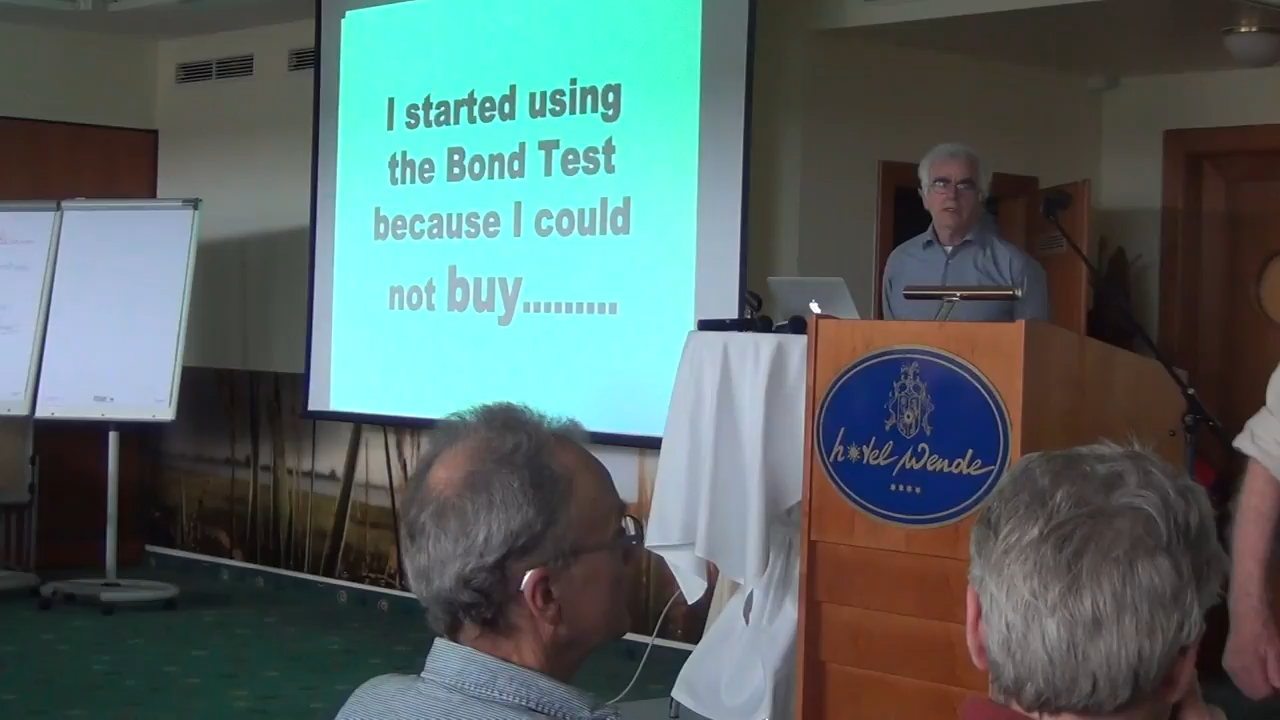 I started using
the Bond Test
because I could
not buy.........
hotel Wende